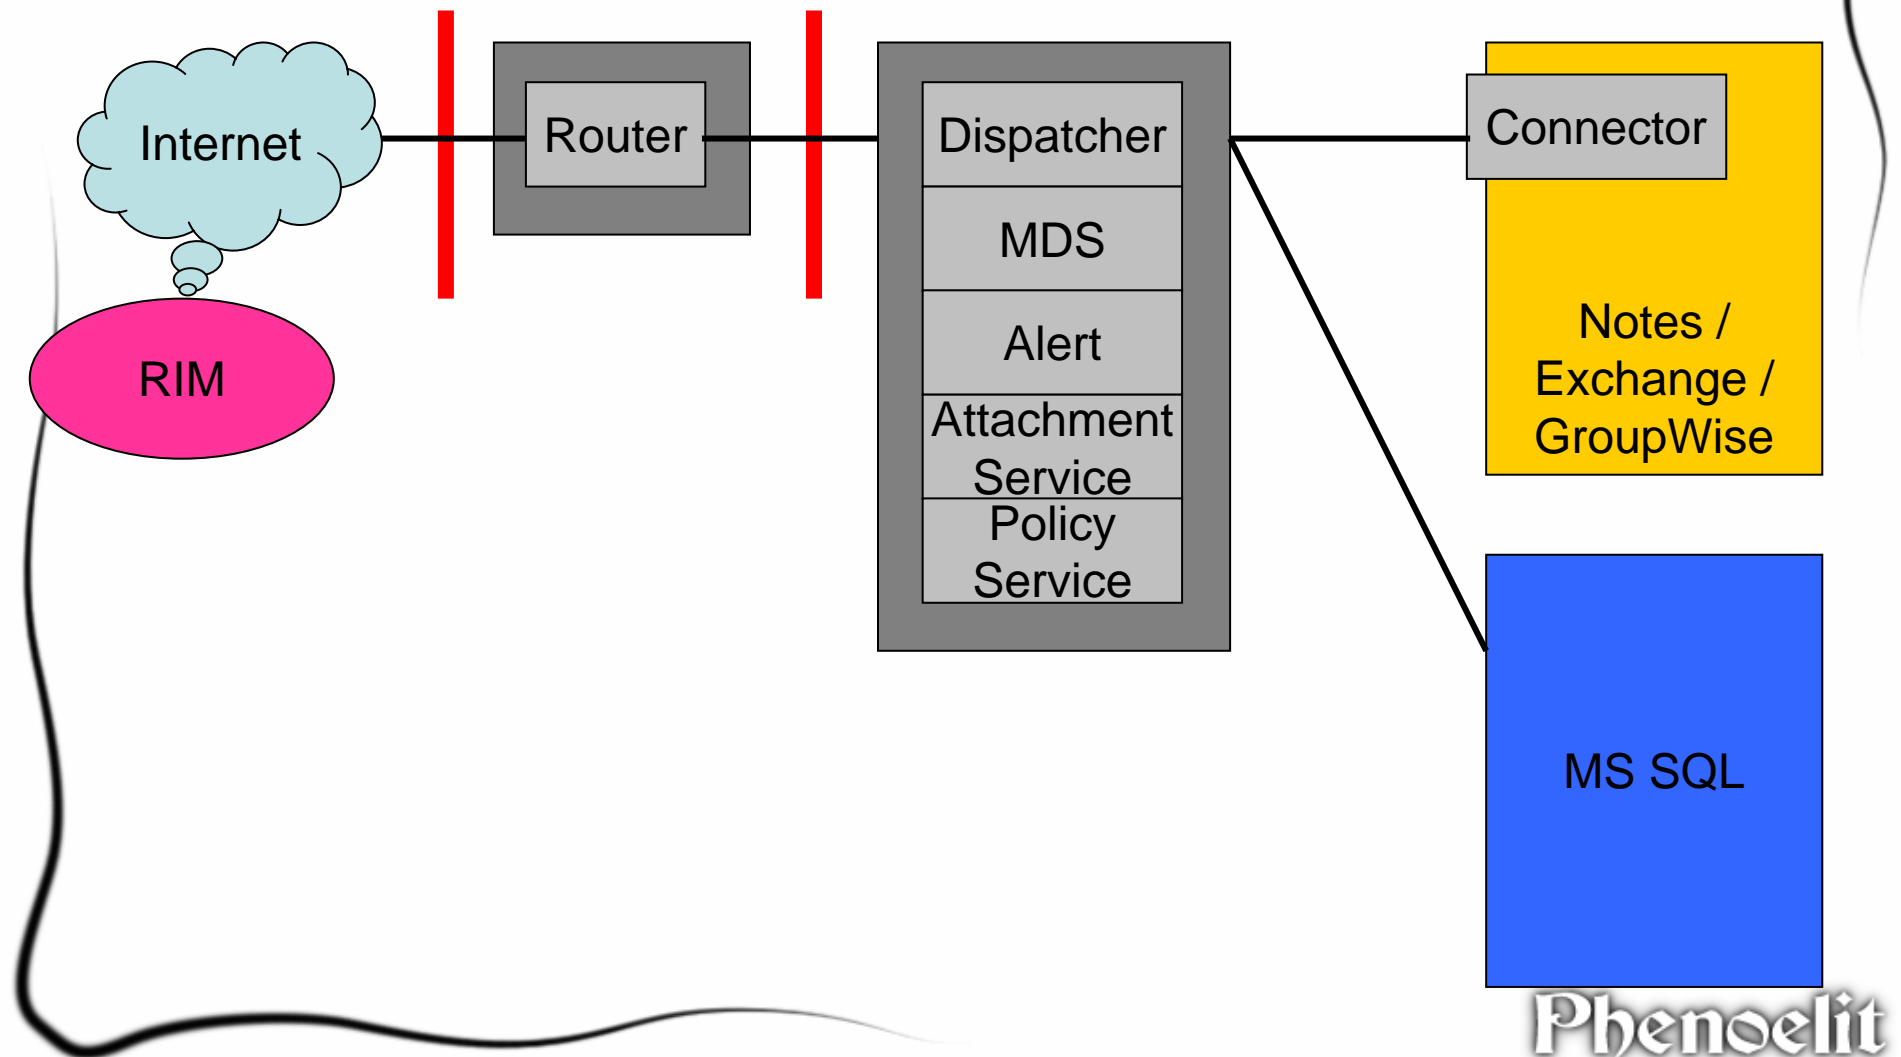 Internet
Router
Dispatcher
Connector
MDS
Alert
Attachment
Service
Policy
Service
RIM
Notes /
Exchange /
GroupWise
MS SQL
Phenoelit